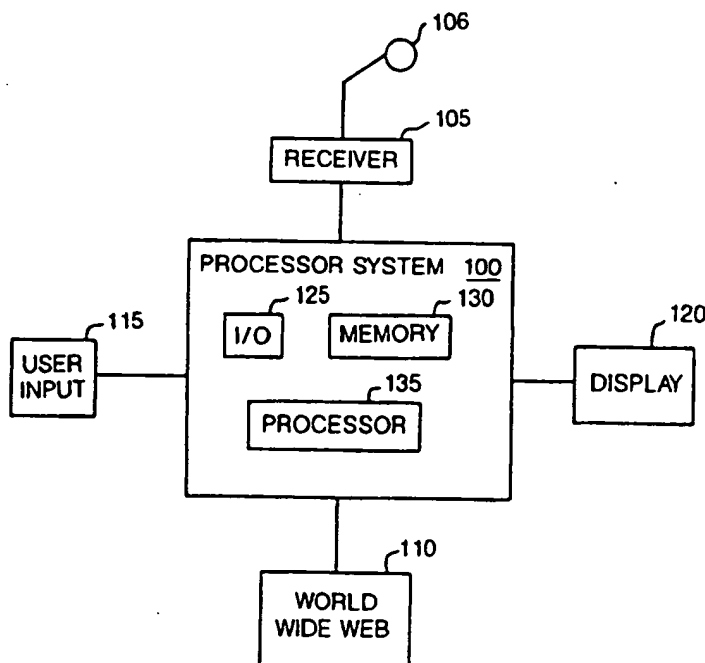 106
105
RECEIVER
PROCESSOR SYSTEM 100
125
130
I/O
MEMORY
115
120
USER
INPUT
DISPLAY
135
PROCESSOR
110
WORLD
WIDE WEB